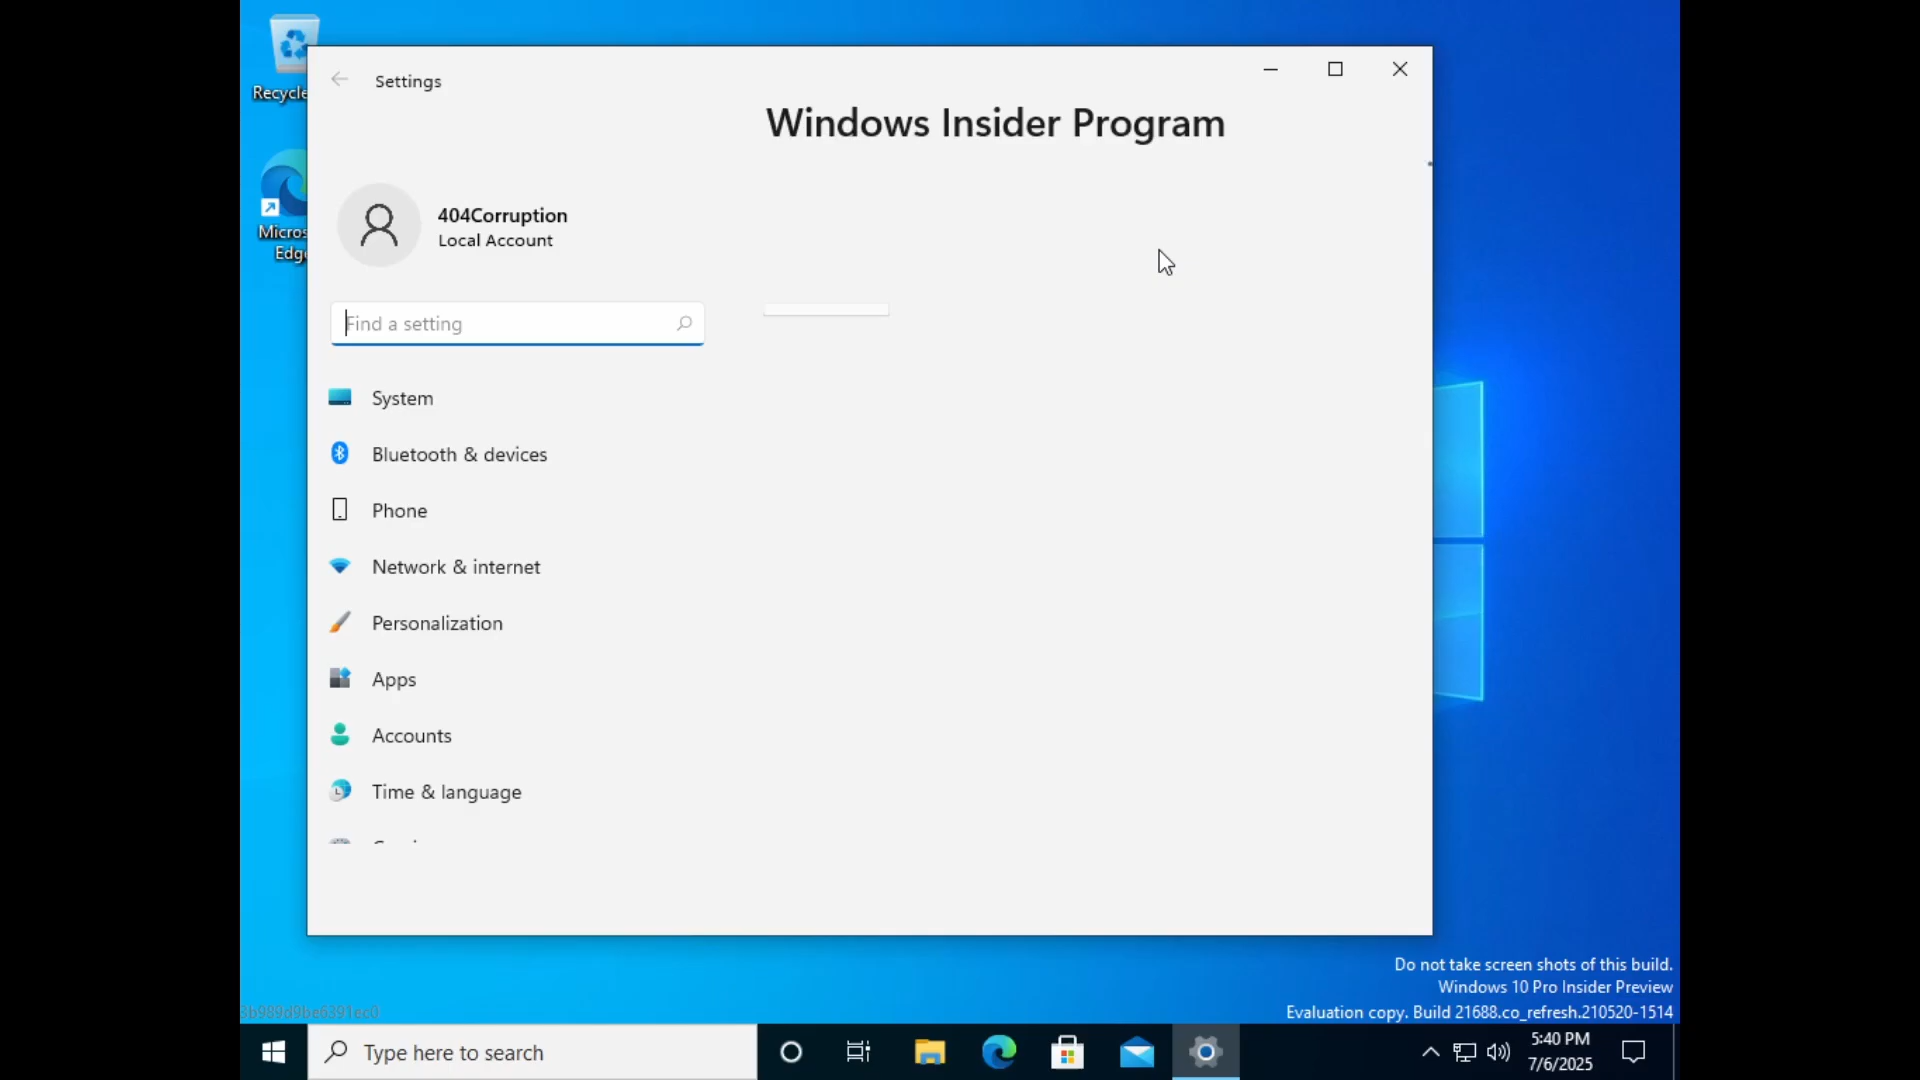 Recycle
Settings
Windows Insider Program
404Corruption
Local Account
Micros
Edg
Find a setting
System
Bluetooth & devices
Phone
Network & internet
Personalization
Apps
Accounts
Time & language
Do not take screen shots of this build.
Windows 10 Pro Insider Preview
3b989d9be6391ec0
Evaluation copy. Build 21688.co_refresh.210520-1514
Type here to search
5:40 PM
7/6/2025